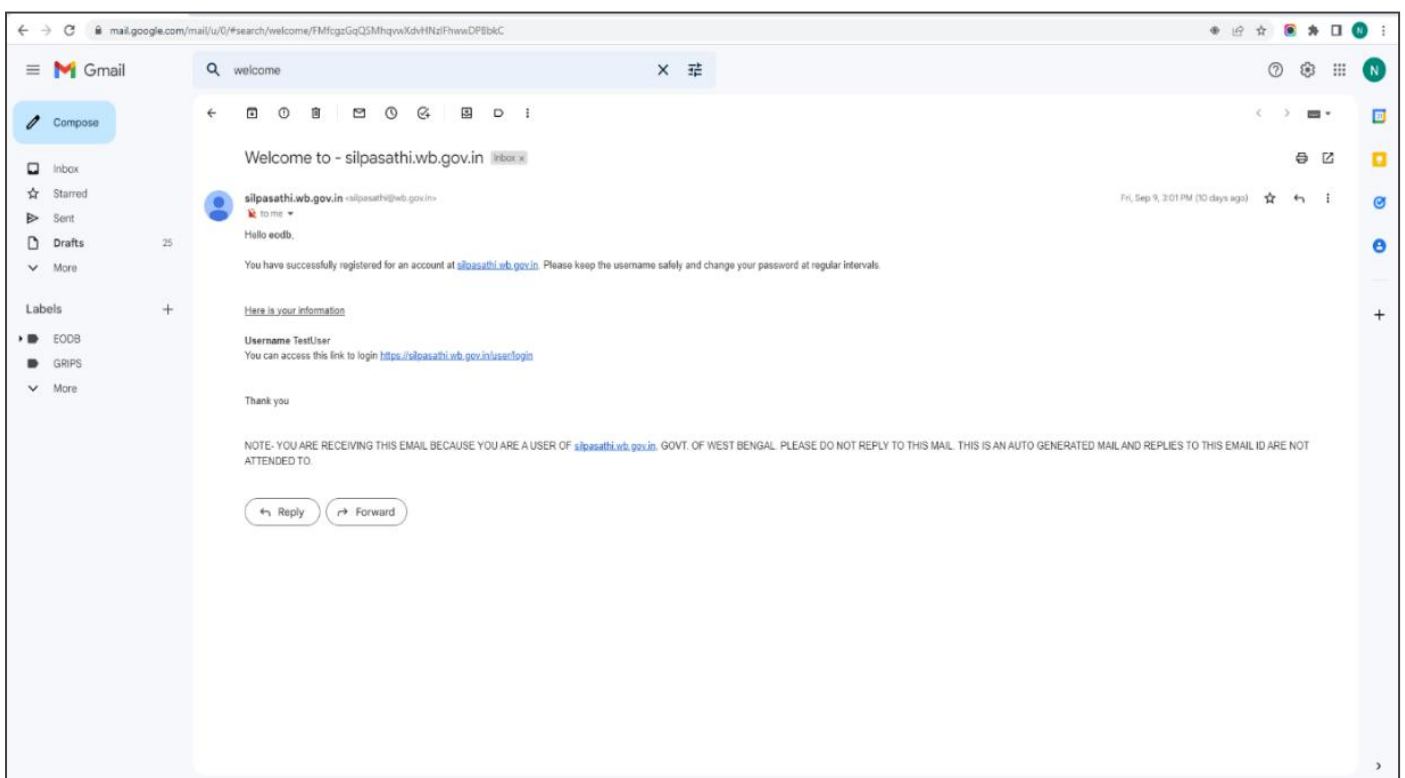 mail.google.com/mail/u/0/#search/welcome/FMfcgzGqQSMhqvwXdvHNzlFhwwDPBbkC
Gmail
welcome
N
Compose
Inbox
Starred
Sent
Drafts 25
More
Labels
EODB
GRIPS
More
Welcome to - silpasathi.wb.gov.in Inbox x
silpasathi.wb.gov.in <silpasathi@wb.gov.in>
Fri, Sep 9, 3:01 PM (10 days ago)
to me
Hello eodb,
You have successfully registered for an account at silpasathi.wb.gov.in. Please keep the username safely and change your password at regular intervals.
Here is your information
Username TestUser
You can access this link to login https://silpasathi.wb.gov.in/user/login
Thank you
NOTE- YOU ARE RECEIVING THIS EMAIL BECAUSE YOU ARE A USER OF silpasathi.wb.gov.in, GOVT. OF WEST BENGAL. PLEASE DO NOT REPLY TO THIS MAIL. THIS IS AN AUTO GENERATED MAIL AND REPLIES TO THIS EMAIL ID ARE NOT
ATTENDED TO.
Reply
Forward